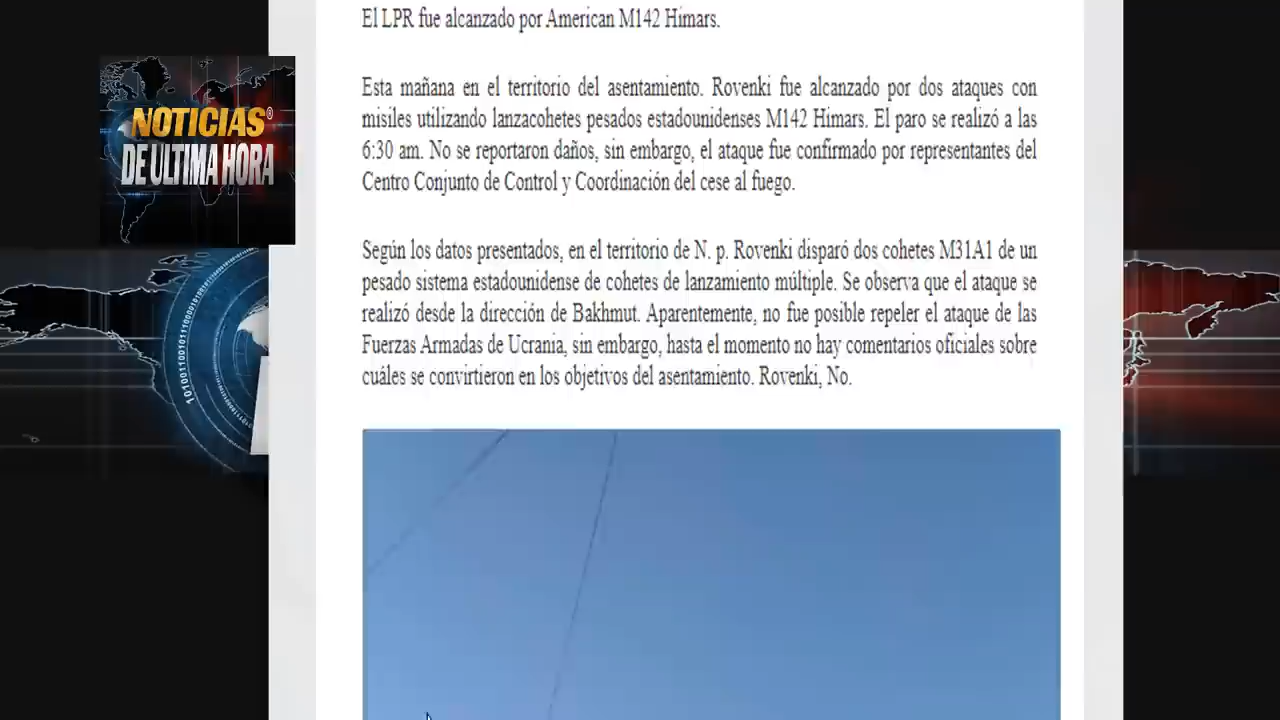 El LPR fue alcanzado por American M142 Himars.
NOTICIAS®
DE ULTIMA HORA
Esta mañana en el territorio del asentamiento. Rovenki fue alcanzado por dos ataques con
misiles utilizando lanzacohetes pesados estadounidenses M142 Himars. El paro se realizó a las
6:30 am. No se reportaron daños, sin embargo, el ataque fue confirmado por representantes del
Centro Conjunto de Control y Coordinación del cese al fuego.
Según los datos presentados, en el territorio de N. p. Rovenki disparó dos cohetes M31A1 de un
pesado sistema estadounidense de cohetes de lanzamiento múltiple. Se observa que el ataque se
realizó desde la dirección de Bakhmut. Aparentemente, no fue posible repeler el ataque de las
Fuerzas Armadas de Ucrania, sin embargo, hasta el momento no hay comentarios oficiales sobre
cuáles se convirtieron en los objetivos del asentamiento. Rovenki, No.